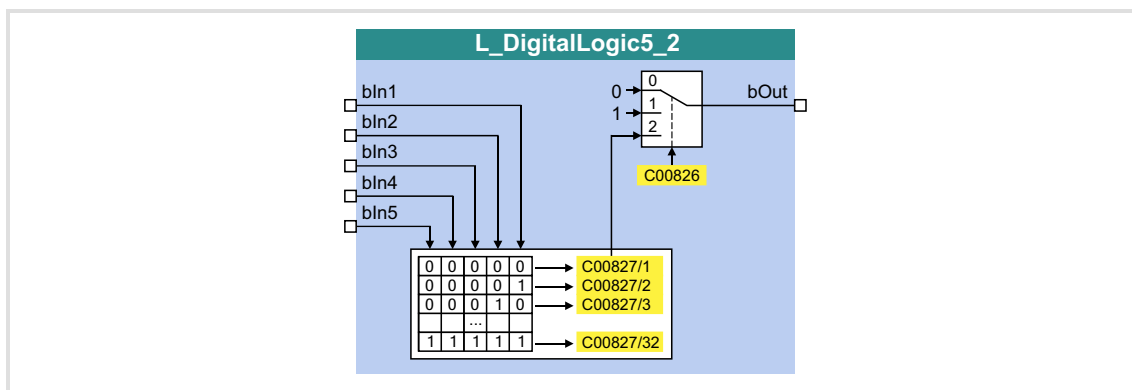 L_DigitalLogic5_2
bIn1
bIn2
bIn3
bIn4
bIn5
0 0
1 1
2
bOut
C00826
0 0 0 0 0 C00827/1
0 0 0 0 1 C00827/2
0 0 0 1 0 C00827/3
...
1 1 1 1 1 C00827/32